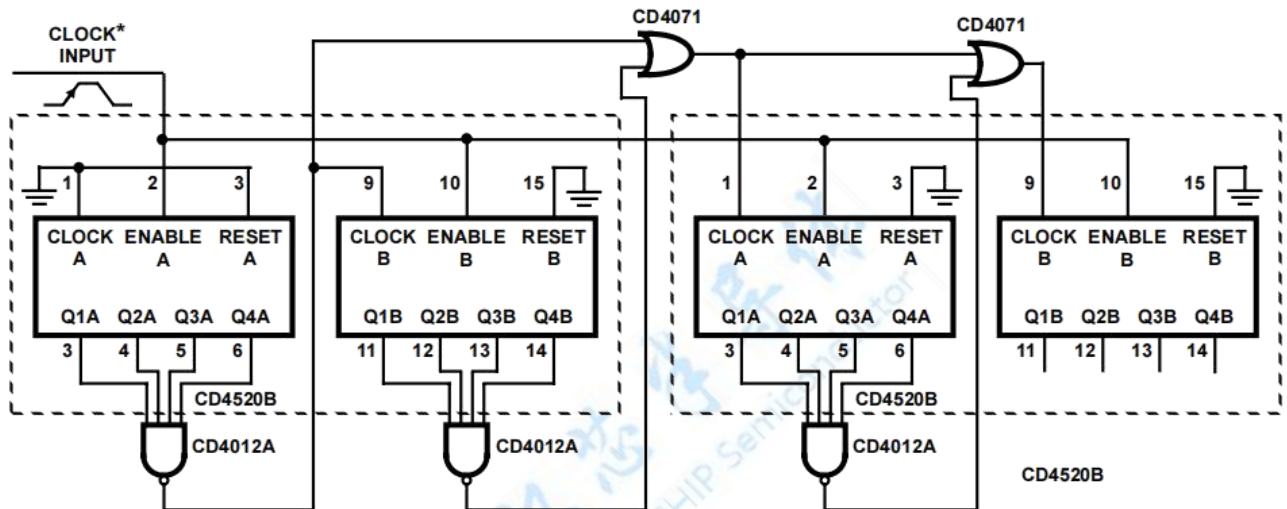 CD4071
CD4071
CLOCK*
INPUT
1 2 3 9 10 15 1 2 3 9 10 15
CLOCK A ENABLE A RESET A
Q1A Q2A Q3A Q4A
CLOCK B ENABLE B RESET B
Q1B Q2B Q3B Q4B
CLOCK A ENABLE A RESET A
Q1A Q2A Q3A Q4A
CLOCK B ENABLE B RESET B
Q1B Q2B Q3B Q4B
3 4 5 6 11 12 13 14 3 4 5 6 11 12 13 14
CD4520B
CD4520B
CD4012A
CD4012A
CD4012A
CD4520B
HIP Semiconductor